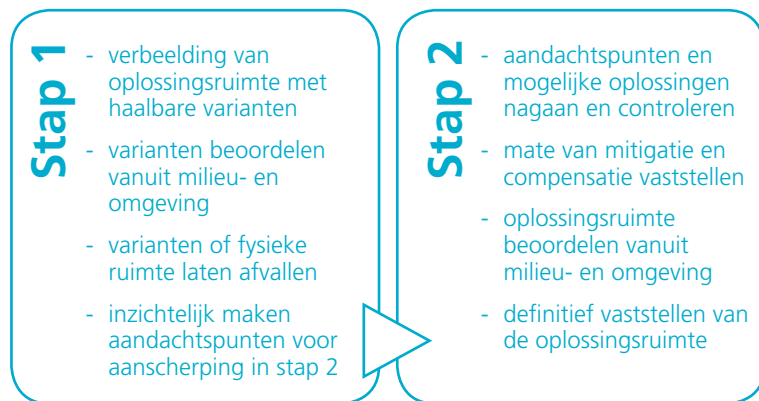 Stap 1
- verbeelding van
oplossingsruimte met
haalbare varianten
- varianten beoordelen
vanuit milieu- en
omgeving
- varianten of fysieke
ruimte laten afvallen
- inzichtelijk maken
aandachtspunten voor
aanscherping in stap 2
Stap 2
- aandachtspunten en
mogelijke oplossingen
nagaan en controleren
- mate van mitigatie en
compensatie vaststellen
- oplossingsruimte
beoordelen vanuit
milieu- en omgeving
- definitief vaststellen van
de oplossingsruimte